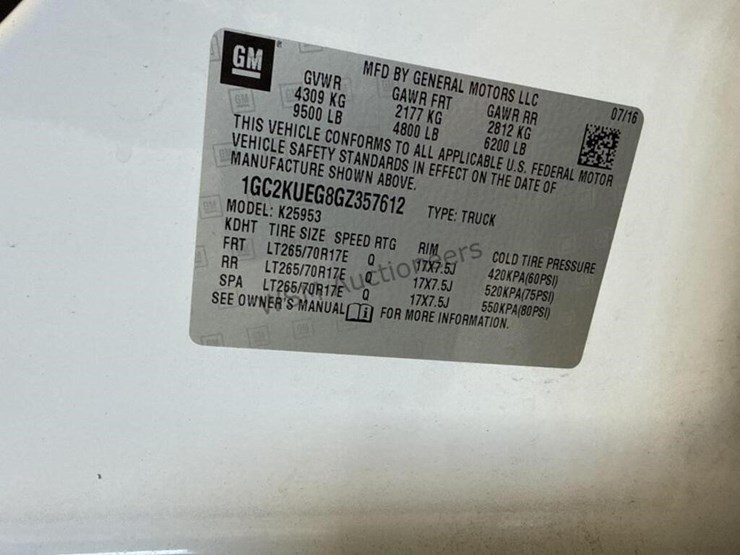 GM
MFD BY GENERAL MOTORS LLC 07/16
GVWR GAWR FRT GAWR RR
4309 KG 2177 KG 2812 KG
9500 LB 4800 LB 6200 LB
THIS VEHICLE CONFORMS TO ALL APPLICABLE U.S. FEDERAL MOTOR
VEHICLE SAFETY STANDARDS IN EFFECT ON THE DATE OF
MANUFACTURE SHOWN ABOVE.
1GC2KUEG8GZ357612 TYPE: TRUCK
MODEL: K25953
KDHT TIRE SIZE SPEED RTG RIM COLD TIRE PRESSURE
FRT LT265/70R17E Q 17X7.5J 420KPA(60PSI)
RR LT265/70R17E Q 17X7.5J 520KPA(75PSI)
SPA LT265/70R17E Q 17X7.5J 550KPA(80PSI)
SEE OWNER'S MANUAL FOR MORE INFORMATION.
Auctioneers